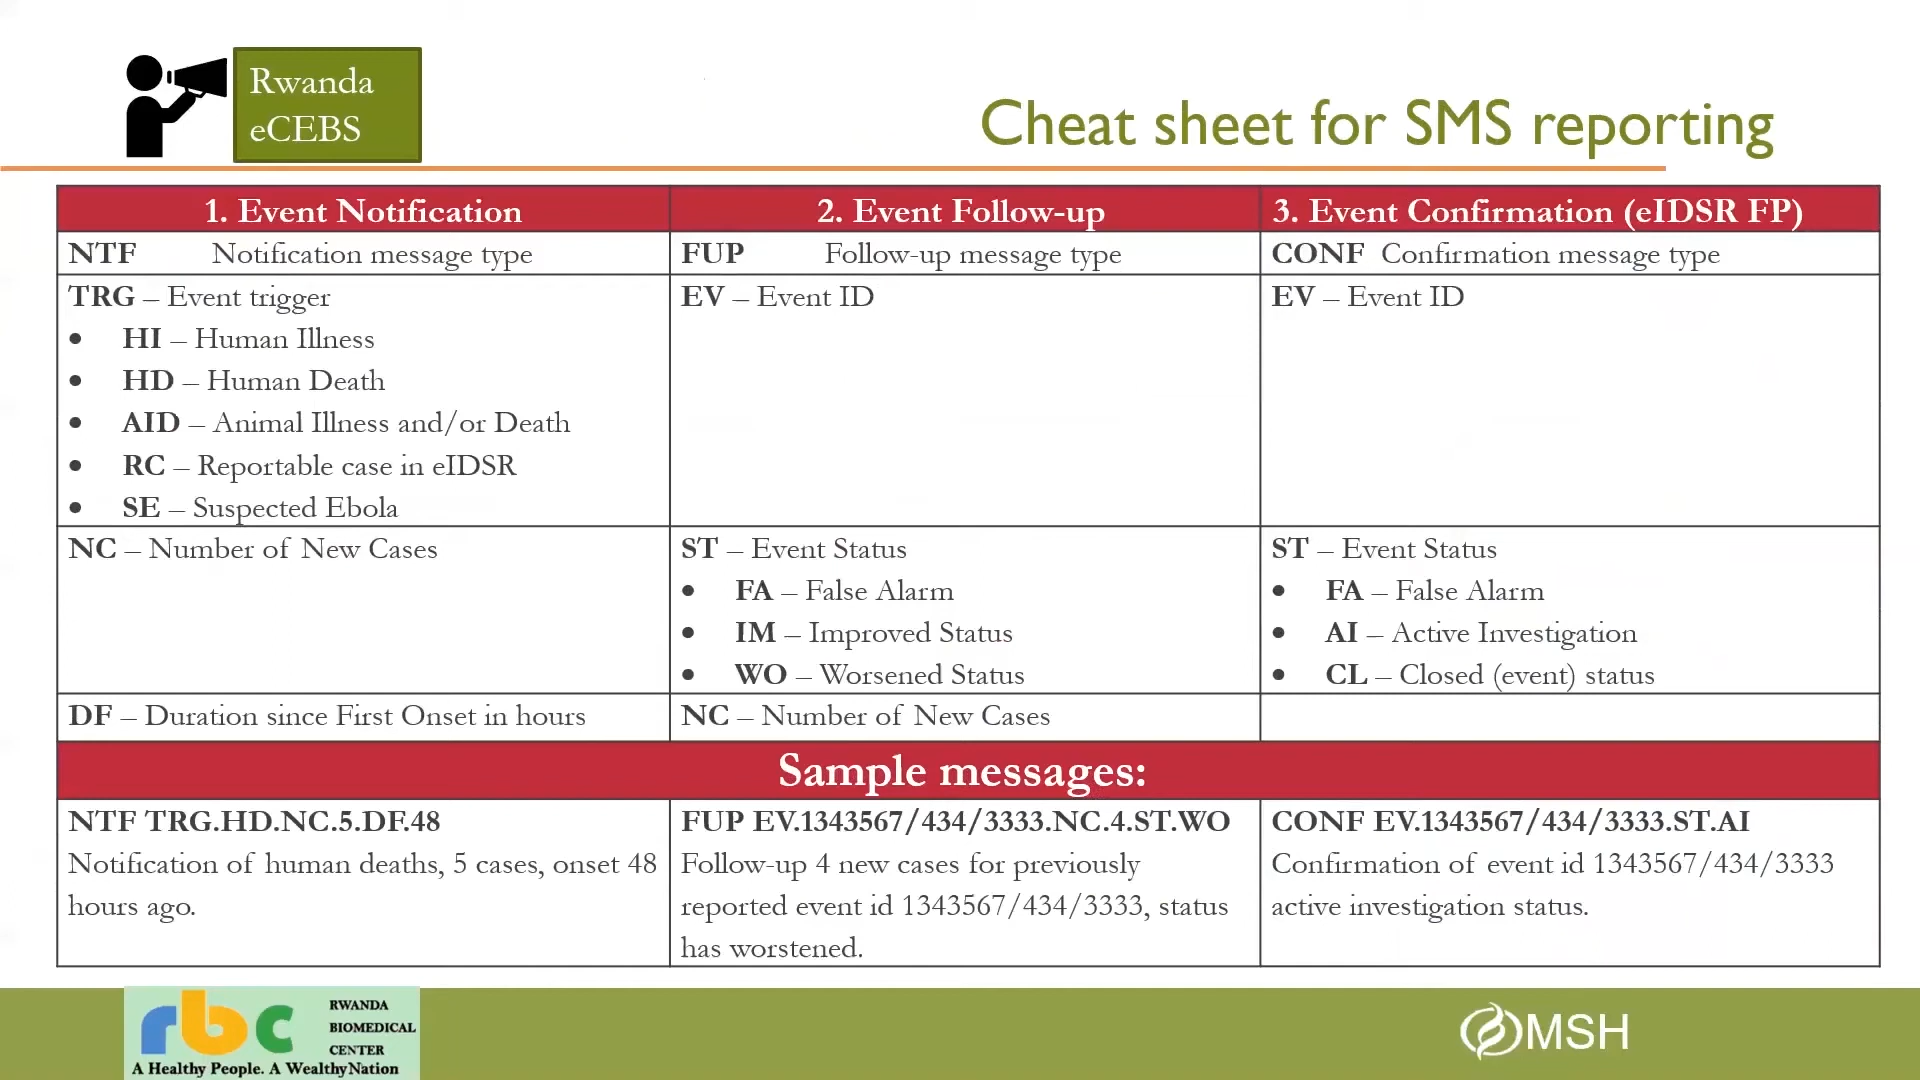 Rwanda
eCEBS
Cheat sheet for SMS reporting
1. Event Notification
2. Event Follow-up
3. Event Confirmation (eIDSR FP)
NTF Notification message type
FUP Follow-up message type
CONF Confirmation message type
TRG – Event trigger
• HI – Human Illness
• HD – Human Death
• AID – Animal Illness and/or Death
• RC – Reportable case in eIDSR
• SE – Suspected Ebola
EV – Event ID
EV – Event ID
NC – Number of New Cases
ST – Event Status
• FA – False Alarm
• IM – Improved Status
• WO – Worsened Status
ST – Event Status
• FA – False Alarm
• AI – Active Investigation
• CL – Closed (event) status
DF – Duration since First Onset in hours
NC – Number of New Cases
Sample messages:
NTF TRG.HD.NC.5.DF.48
Notification of human deaths, 5 cases, onset 48
hours ago.
FUP EV.1343567/434/3333.NC.4.ST.WO
Follow-up 4 new cases for previously
reported event id 1343567/434/3333, status
has worstened.
CONF EV.1343567/434/3333.ST.AI
Confirmation of event id 1343567/434/3333
active investigation status.
rbc
RWANDA
BIOMEDICAL
CENTER
A Healthy People. A WealthyNation
MSH